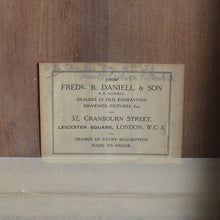 FROM
FREDK. B. DANIELL & SON
DEALERS IN OLD ENGRAVINGS
DRAWINGS, PICTURES, Etc.
32, CRANBOURN STREET,
LEICESTER SQUARE, LONDON, W.C. 2.
FRAMES OF EVERY DESCRIPTION
MADE TO ORDER.